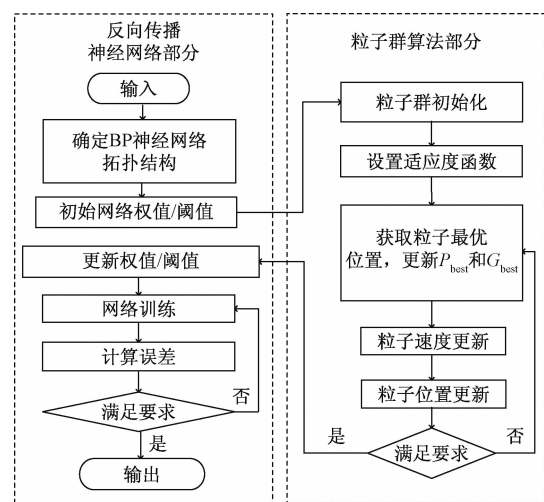 反向传播
神经网络部分
输入
确定BP神经网络
拓扑结构
初始网络权值/阈值
更新权值/阈值
网络训练
计算误差
满足要求
否
是
输出
粒子群算法部分
粒子群初始化
设置适应度函数
获取粒子最优
位置，更新Pbest和Gbest
粒子速度更新
粒子位置更新
满足要求
是
否